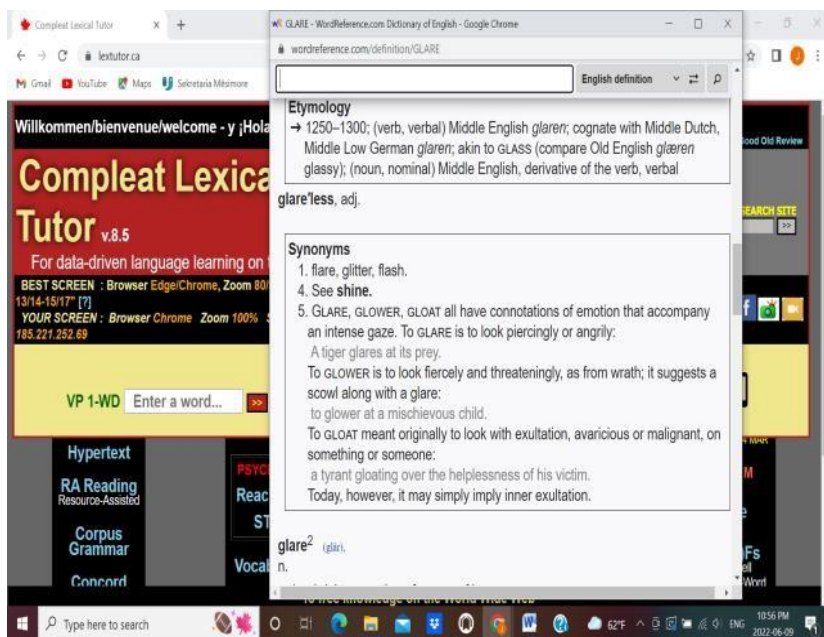 Compleat Lexical Tutor
GLARE - WordReference.com Dictionary of English - Google Chrome
lextutor.ca
wordreference.com/definition/GLARE
Gmail YouTube Maps Sekretaria Mësimore
English definition
Willkommen/bienvenue/welcome - y ¡Hola
Good Old Review
Compleat Lexica
Tutor v.8.5
For data-driven language learning on
SEARCH SITE
>>
BEST SCREEN : Browser Edge/Chrome, Zoom 80/
13/14-15/17" [?]
YOUR SCREEN : Browser Chrome Zoom 100%
185.221.252.69
VP 1-WD Enter a word... >>
Hypertext
RA Reading
Resource-Assisted
Corpus
Grammar
Concord
PSYC
Reac
ST
Vocal
Etymology
→ 1250–1300; (verb, verbal) Middle English glaren; cognate with Middle Dutch,
Middle Low German glaren; akin to GLASS (compare Old English glæren
glassy); (noun, nominal) Middle English, derivative of the verb, verbal
glare′less, adj.
Synonyms
1. flare, glitter, flash.
4. See shine.
5. GLARE, GLOWER, GLOAT all have connotations of emotion that accompany
an intense gaze. To GLARE is to look piercingly or angrily:
A tiger glares at its prey.
To GLOWER is to look fiercely and threateningly, as from wrath; it suggests a
scowl along with a glare:
to glower at a mischievous child.
To GLOAT meant originally to look with exultation, avaricious or malignant, on
something or someone:
a tyrant gloating over the helplessness of his victim.
Today, however, it may simply imply inner exultation.
glare2 (glâr),
n.
MAR
M
Fs
Word
Type here to search
62°F
ENG
10:56 PM
2022-06-09